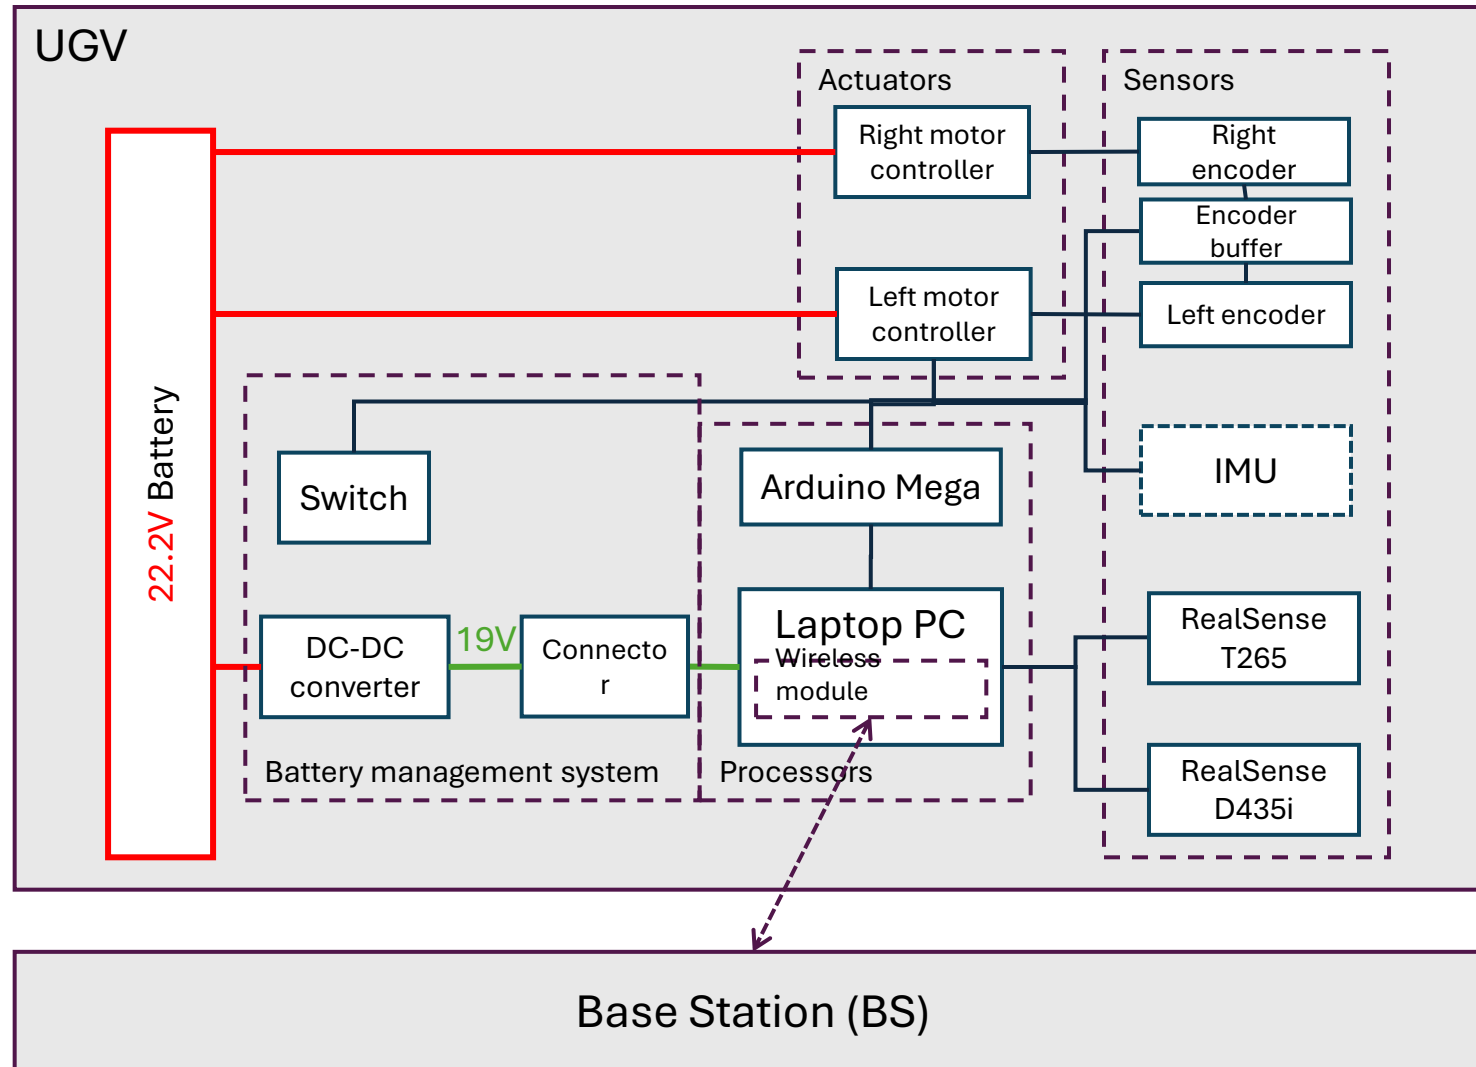 UGV
Actuators
Sensors
Right motor
controller
Right
encoder
Encoder
buffer
Left motor
controller
Left encoder
22.2V Battery
Switch
Arduino Mega
IMU
DC-DC
converter
19V
Connecto
r
Laptop PC
Wireless
module
RealSense
T265
Battery management system
Processors
RealSense
D435i
Base Station (BS)